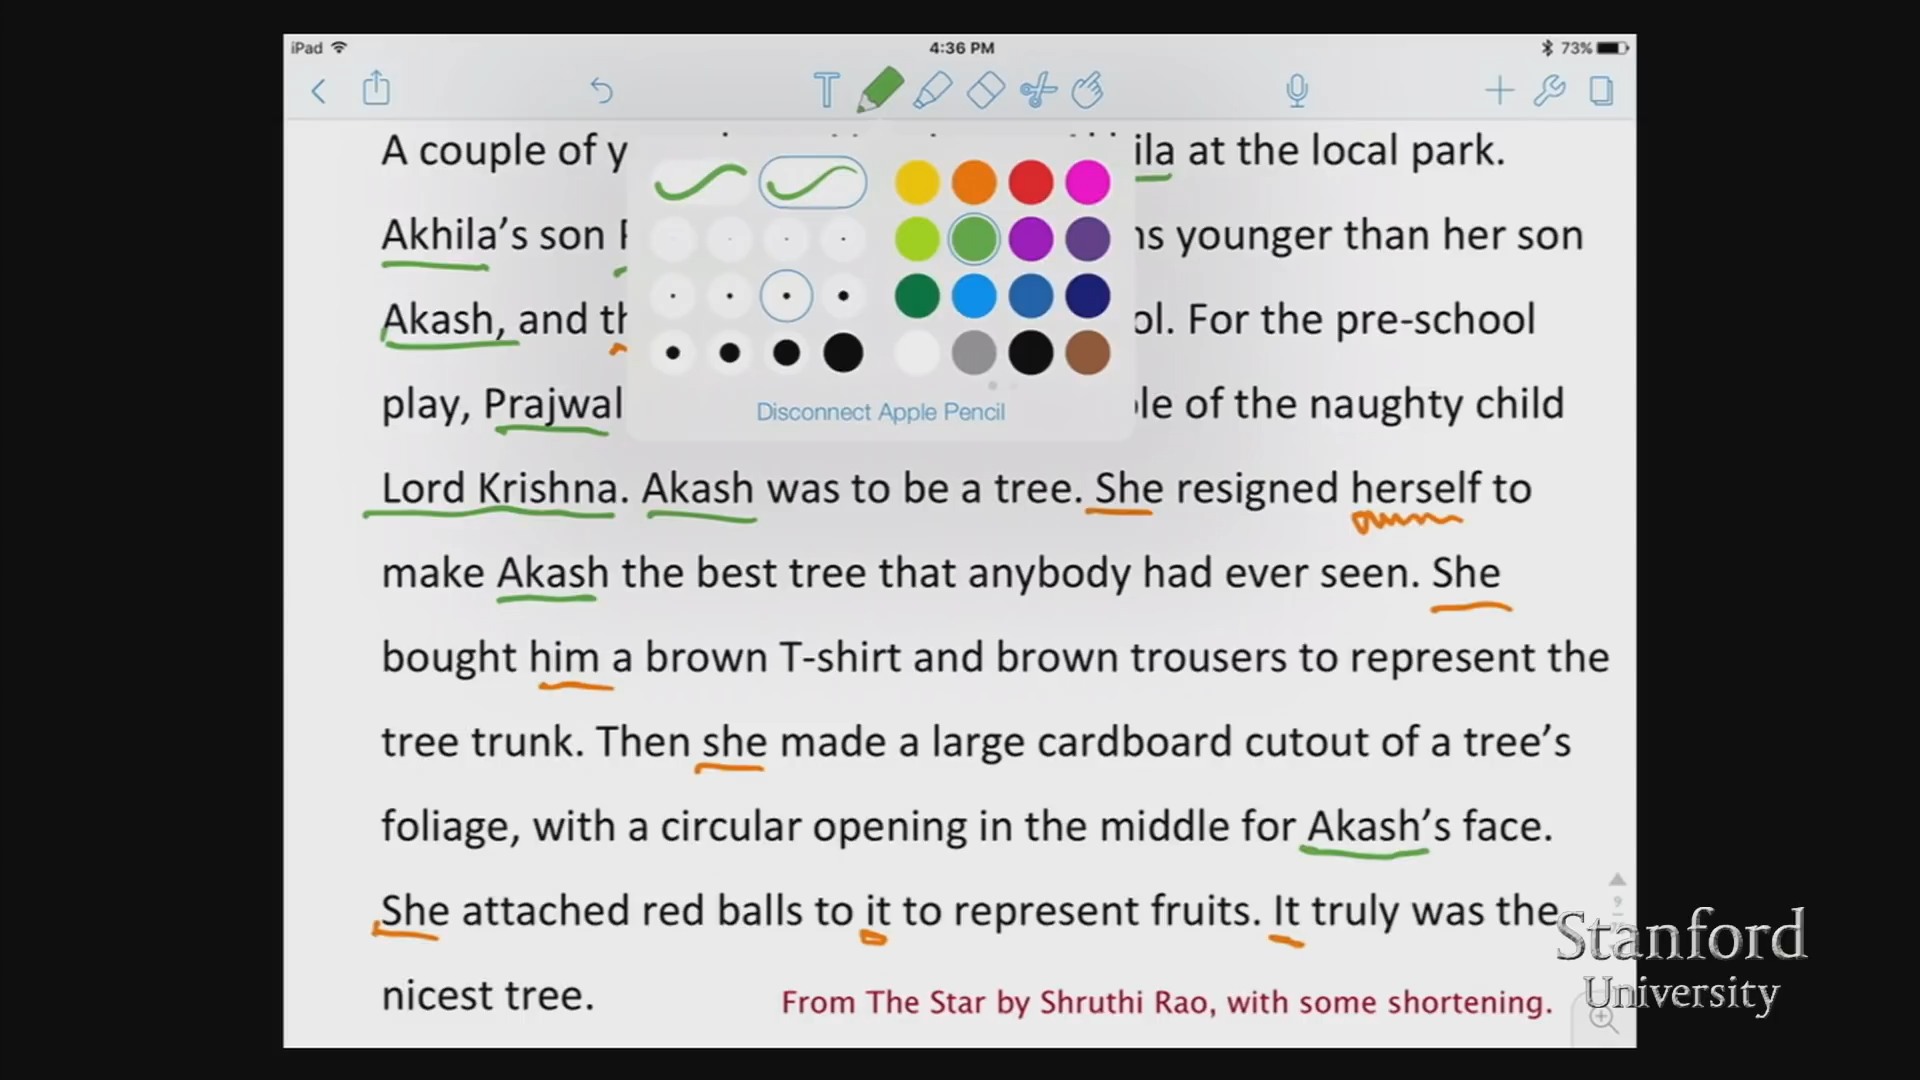 iPad 4:36 PM 73%
A couple of y ila at the local park.
Akhila’s son ns younger than her son
Akash, and th ol. For the pre-school
play, Prajwal le of the naughty child
Disconnect Apple Pencil
Lord Krishna. Akash was to be a tree. She resigned herself to
make Akash the best tree that anybody had ever seen. She
bought him a brown T-shirt and brown trousers to represent the
tree trunk. Then she made a large cardboard cutout of a tree’s
foliage, with a circular opening in the middle for Akash’s face.
She attached red balls to it to represent fruits. It truly was the
nicest tree.
From The Star by Shruthi Rao, with some shortening.
9
Stanford
University